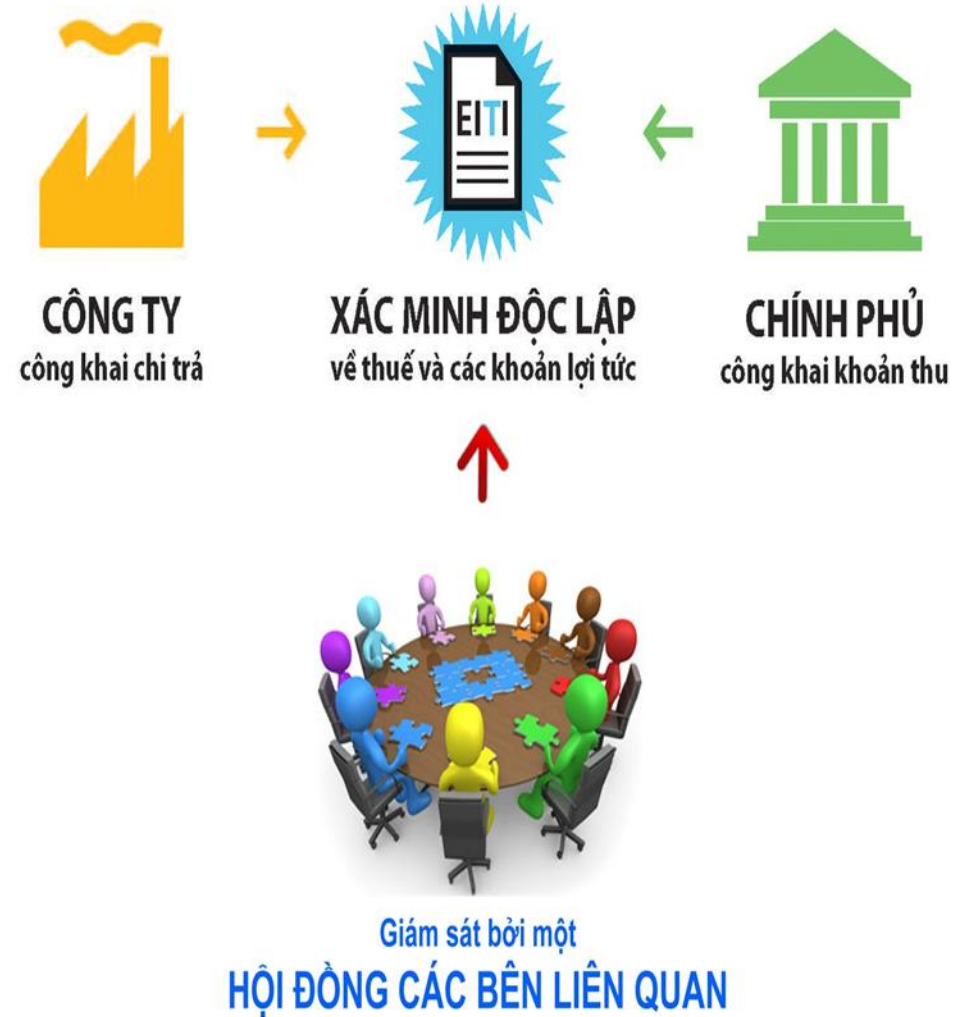 EITI
CÔNG TY
công khai chi trả
XÁC MINH ĐỘC LẬP
về thuế và các khoản lợi tức
CHÍNH PHỦ
công khai khoản thu
Giám sát bởi một
HỘI ĐỒNG CÁC BÊN LIÊN QUAN